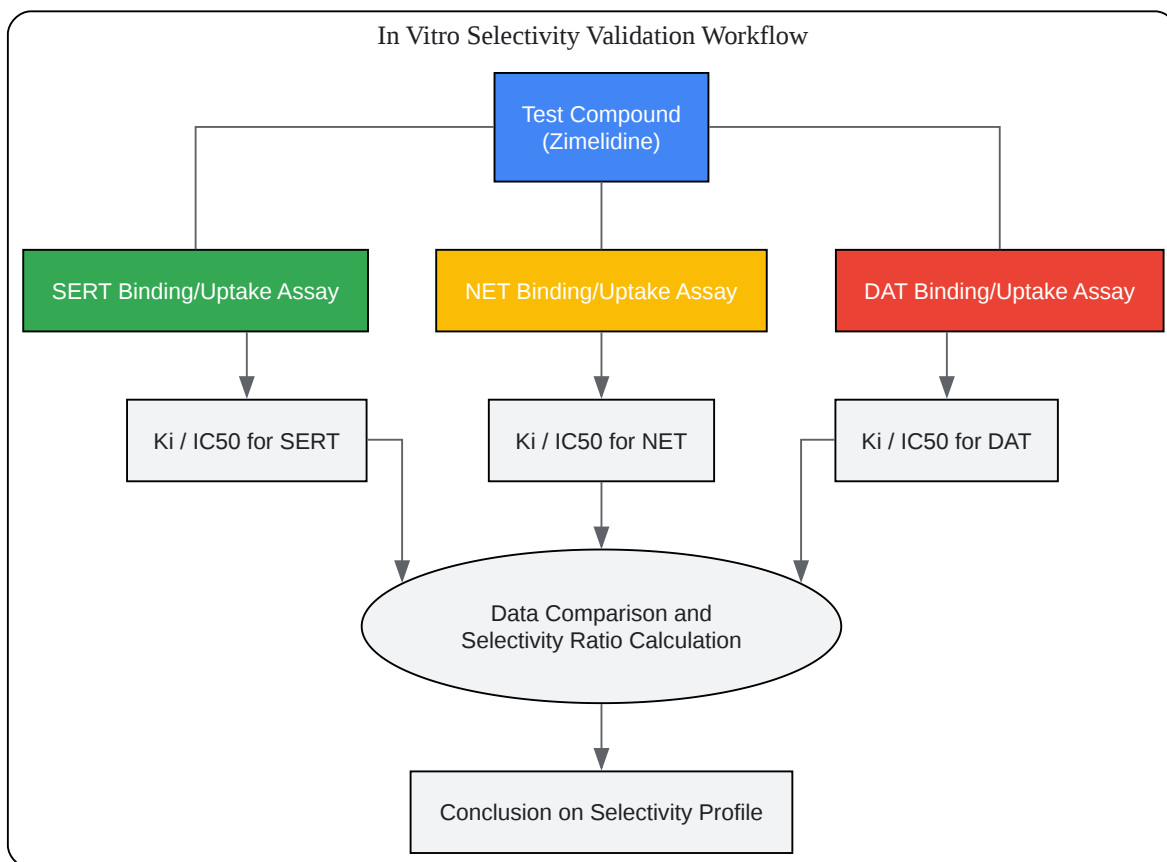 In Vitro Selectivity Validation Workflow
Test Compound
(Zimelidine)
SERT Binding/Uptake Assay
NET Binding/Uptake Assay
DAT Binding/Uptake Assay
Ki / IC50 for SERT
Ki / IC50 for NET
Ki / IC50 for DAT
Data Comparison and
Selectivity Ratio Calculation
Conclusion on Selectivity Profile